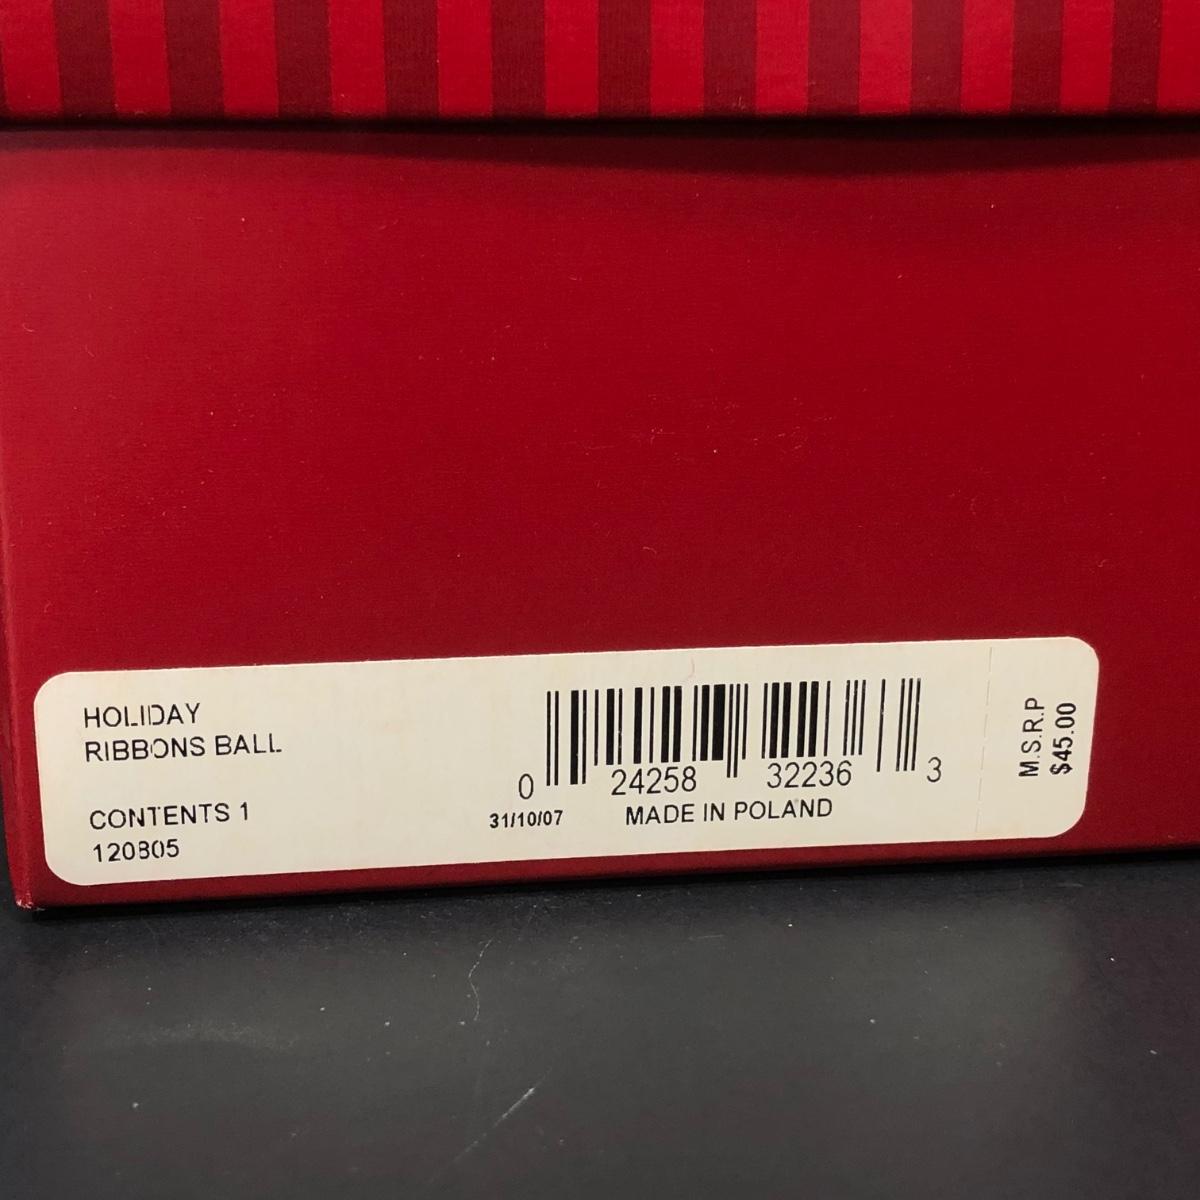 HOLIDAY
RIBBONS BALL
CONTENTS 1
120805
0 24258 32236 3
31/10/07
MADE IN POLAND
M.S.R.P
$45.00